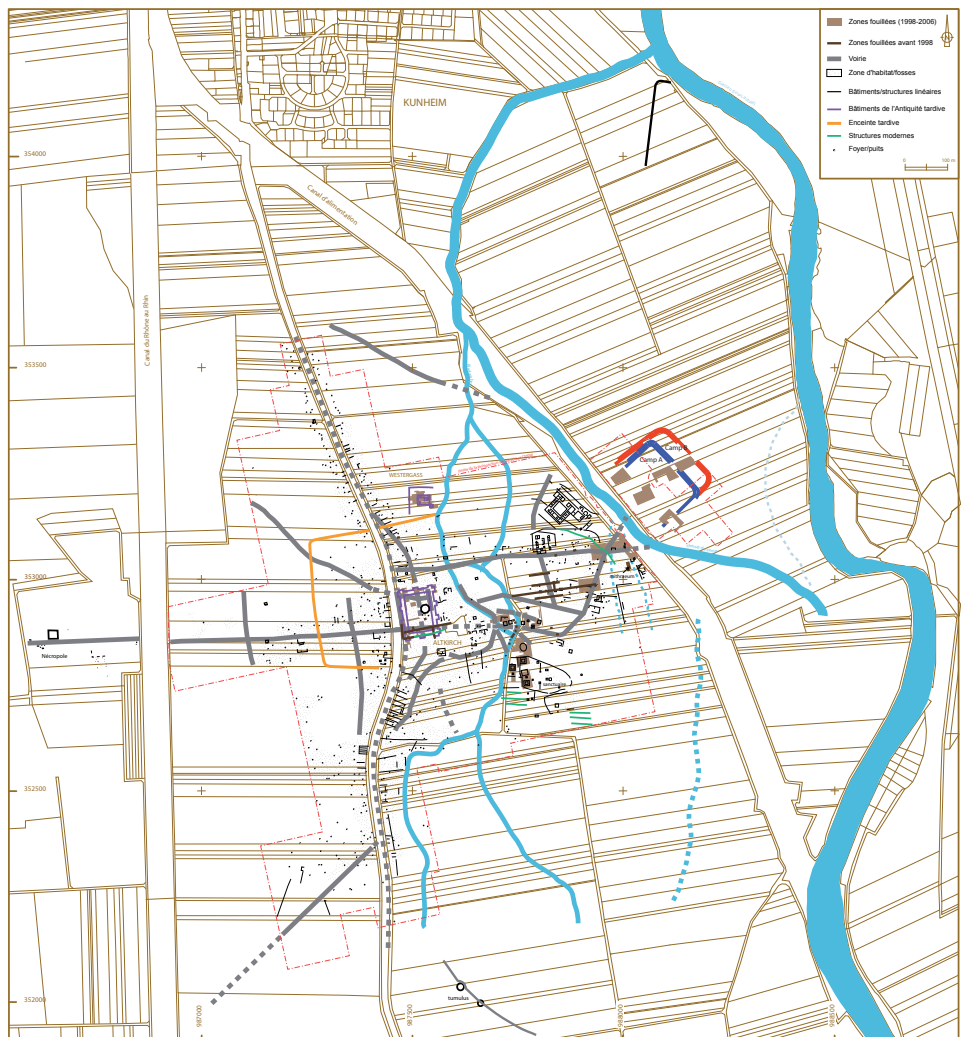 Zones fouillées (1998-2006)
N
Zones fouillées avant 1998
Voirie
Zone d'habitat/fosses
Bâtiments/structures linéaires
Bâtiments de l'Antiquité tardive
Enceinte tardive
Structures modernes
Foyer/puits
0
100 m
KUNHEIM
354000
Canal d'alimentation
Canal du Rhône au Rhin
353500
Camp B
Camp A
WESTERGASS
353000
mithraeum
Nécropole
ALTKIRCH
sanctuaire
352500
352000
tumulus
987000
987500
988000
988500